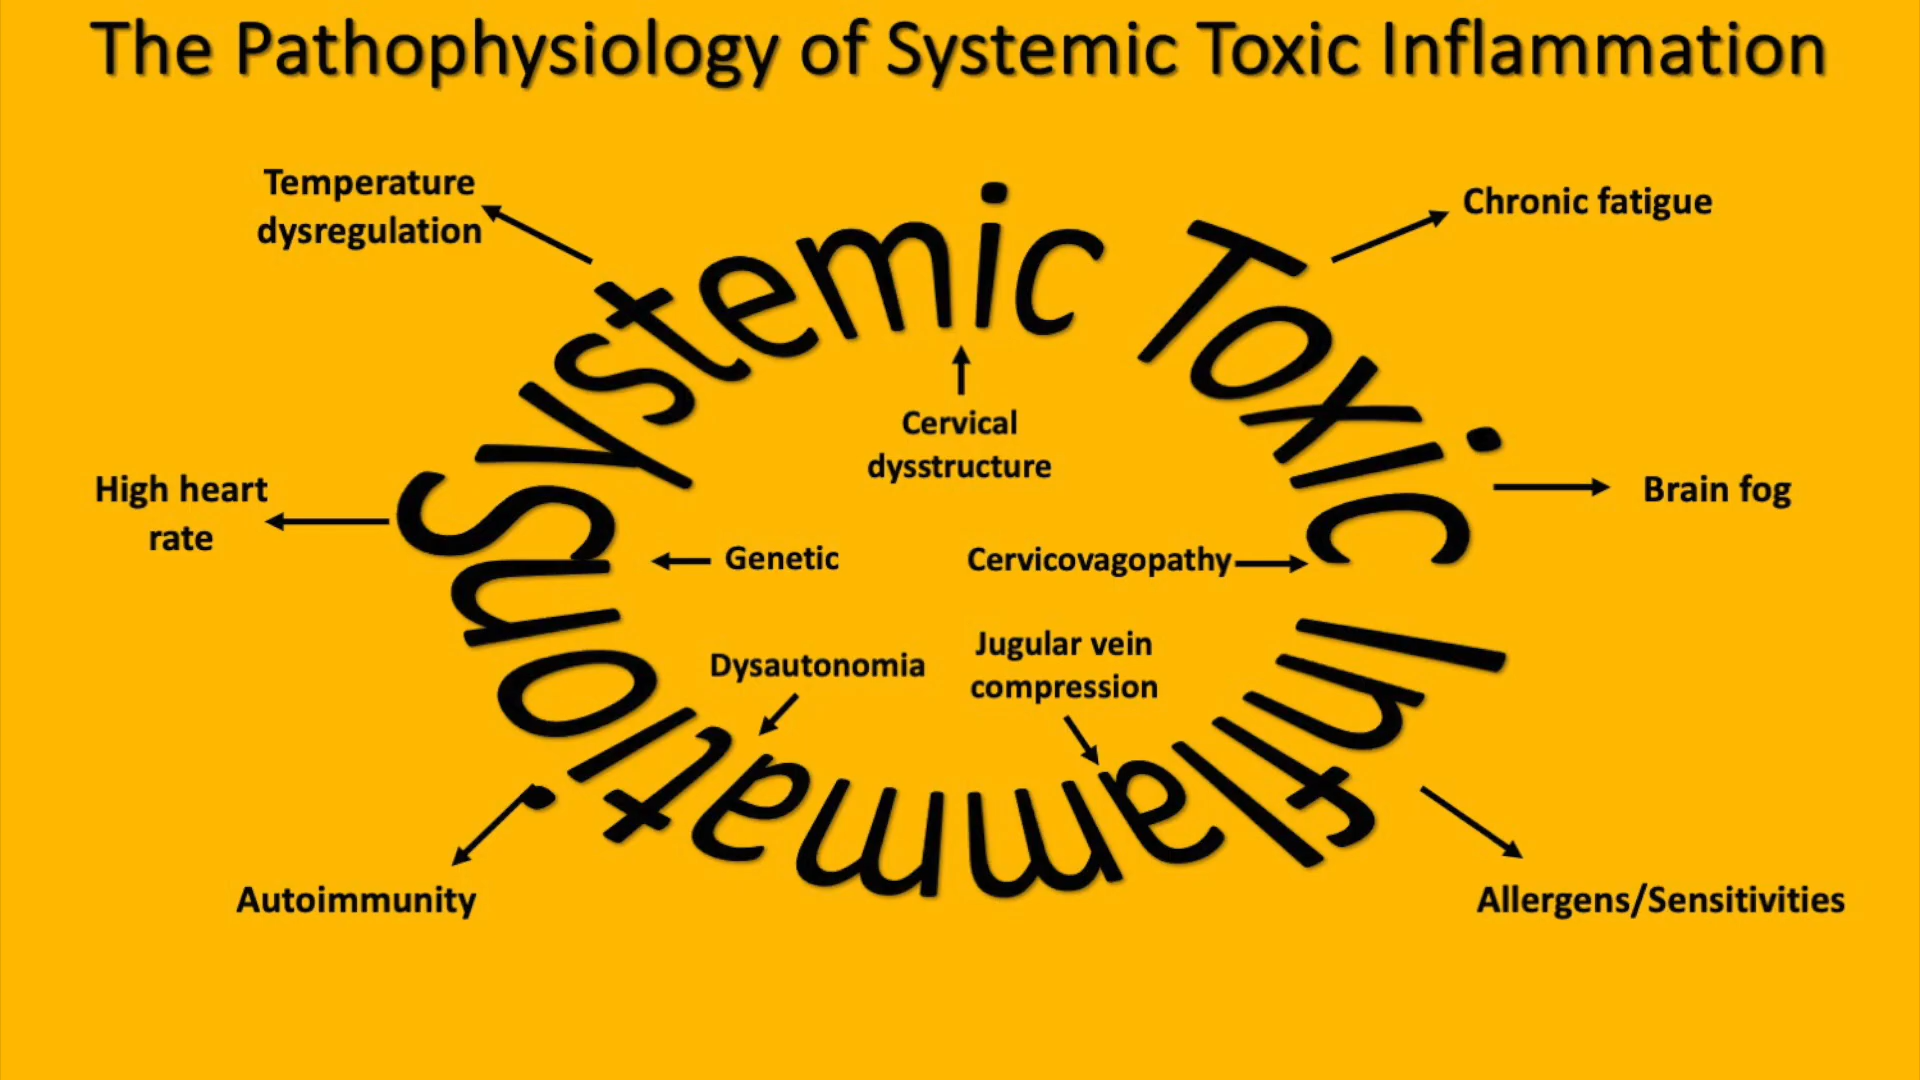 The Pathophysiology of Systemic Toxic Inflammation
Temperature
dysregulation
Chronic fatigue
Systemic Toxic Inflammation
Cervical
dysstructure
High heart
rate
Brain fog
Genetic
Cervicovagopathy
Dysautonomia
Jugular vein
compression
Autoimmunity
Allergens/Sensitivities